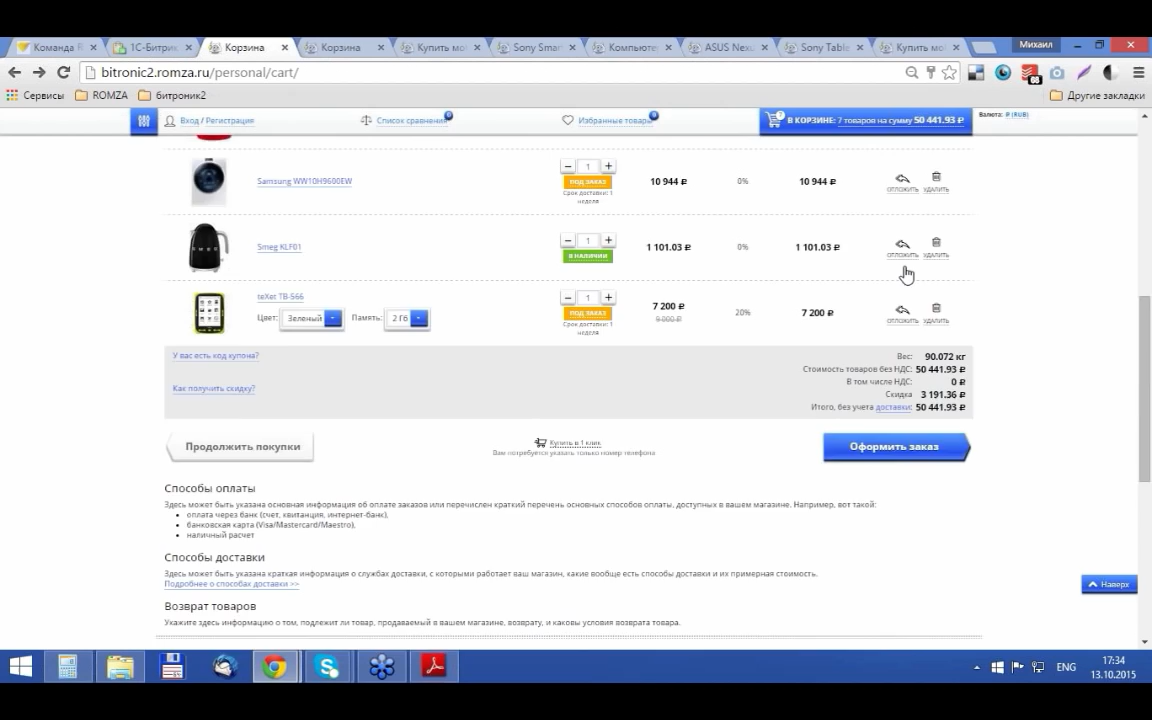 Команда R
1С-Битри
Корзина
Корзина
Купить мо
Sony Smar
Компьюте
ASUS Nexu
Sony Table
Купить мо
Михаил
bitronic2.romza.ru/personal/cart/
Сервисы
ROMZA
битроник2
Другие закладки
Вход / Регистрация
Список сравнения
Избранные товары
В КОРЗИНЕ: 7 товаров на сумму 50 441.93 ₽
Валюта: ₽ (RUB)
Samsung WW10H9600EW
1
ПОД ЗАКАЗ
Срок доставки: 1 неделя
10 944 ₽
0%
10 944 ₽
отложить
удалить
Smeg KLF01
1
В НАЛИЧИИ
1 101.03 ₽
0%
1 101.03 ₽
отложить
удалить
teXet TB-566
Цвет: Зеленый
Память: 2 Гб
1
ПОД ЗАКАЗ
Срок доставки: 1 неделя
7 200 ₽
9 000 ₽
20%
7 200 ₽
отложить
удалить
У вас есть код купона?
Как получить скидку?
Вес: 90.072 кг
Стоимость товаров без НДС: 50 441.93 ₽
В том числе НДС: 0 ₽
Скидка 3 191.36 ₽
Итого, без учета доставки: 50 441.93 ₽
Продолжить покупки
Купить в 1 клик
Вам потребуется указать только номер телефона
Оформить заказ
Способы оплаты
Здесь может быть указана основная информация об оплате заказов или перечислен краткий перечень основных способов оплаты, доступных в вашем магазине. Например, вот такой:
оплата через банк (счет, квитанция, интернет-банк),
банковская карта (Visa/Mastercard/Maestro),
наличный расчет
Способы доставки
Здесь может быть указана краткая информация о службах доставки, с которыми работает ваш магазин, какие вообще есть способы доставки и их примерная стоимость.
Подробнее о способах доставки >>
Наверх
Возврат товаров
Укажите здесь информацию о том, подлежит ли товар, продаваемый в вашем магазине, возврату, и каковы условия возврата товара.
ENG
17:34
13.10.2015